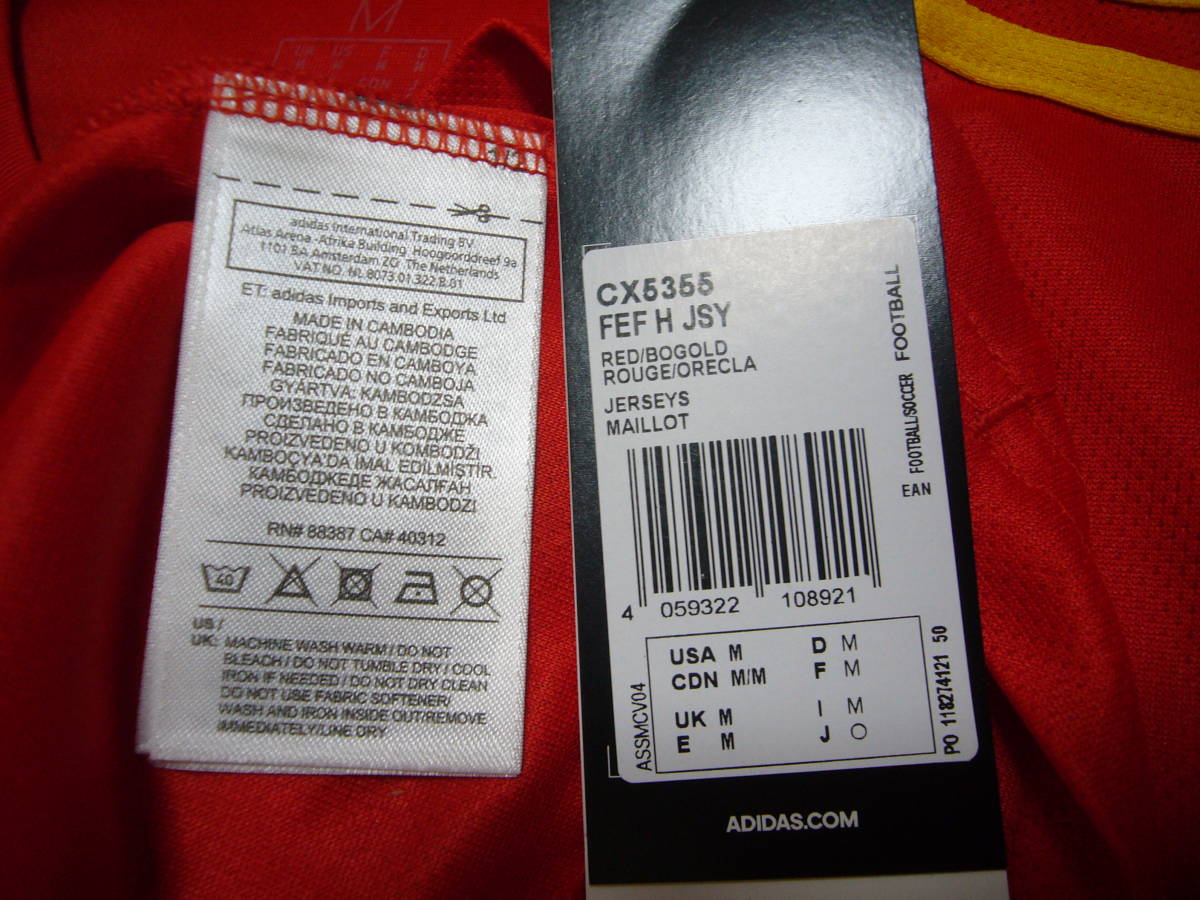 M
UK US E D
M M M M
CDN J
adidas International Trading BV
Atlas Arena -Afrika Building, Hoogoorddreef 9a
1101 BA Amsterdam ZO, The Netherlands
VAT NO. NL 8073.01.322.B.01
ET: adidas Imports and Exports Ltd
MADE IN CAMBODIA
FABRIQUÉ AU CAMBODGE
FABRICADO EN CAMBOYA
FABRICADO NO CAMBOJA
GYÁRTVA: KAMBODZSA
ПРОИЗВЕДЕНО В КАМБОДЖА
СДЕЛАНО В КАМБОДЖЕ
PROIZVEDENO U KOMBODŽI
KAMBOÇYA'DA İMAL EDİLMİŞTİR.
КАМБОДЖЕДЕ ЖАСАЛҒАН
PROIZVEDENO U KAMBODZI
RN# 88387 CA# 40312
40
US /
UK: MACHINE WASH WARM / DO NOT
BLEACH / DO NOT TUMBLE DRY / COOL
IRON IF NEEDED / DO NOT DRY CLEAN
DO NOT USE FABRIC SOFTENER/
WASH AND IRON INSIDE OUT/REMOVE
IMMEDIATELY/LINE DRY
CX5355
FEF H JSY
RED/BOGOLD
ROUGE/ORECLA
JERSEYS
MAILLOT
EAN FOOTBALL/SOCCER FOOTBALL
4 059322 108921
ASSMCV04
USA M D M
CDN M/M F M
UK M I M
E M J O
PO 118274121 50
ADIDAS.COM